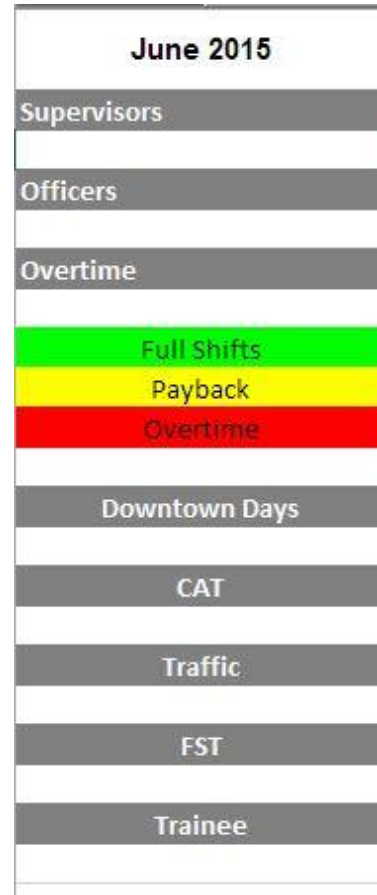 June 2015
Supervisors
Officers
Overtime
Full Shifts
Payback
Overtime
Downtown Days
CAT
Traffic
FST
Trainee